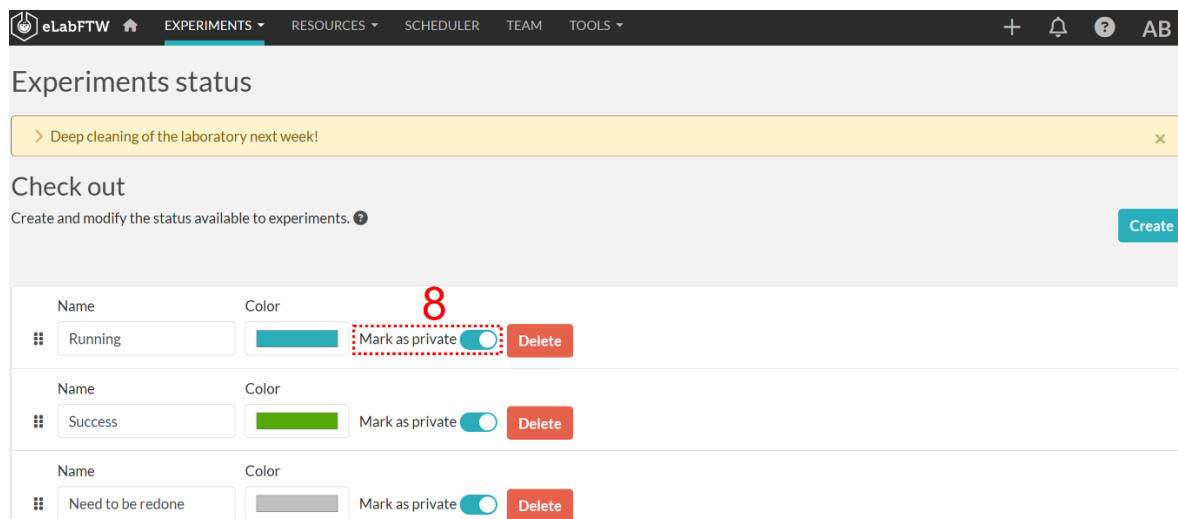 eLabFTW EXPERIMENTS RESOURCES SCHEDULER TEAM TOOLS + ? AB
Experiments status
> Deep cleaning of the laboratory next week! ×
Check out
Create and modify the status available to experiments. ?
Create
Name Color 8
Running Mark as private Delete
Name Color
Success Mark as private Delete
Name Color
Need to be redone Mark as private Delete